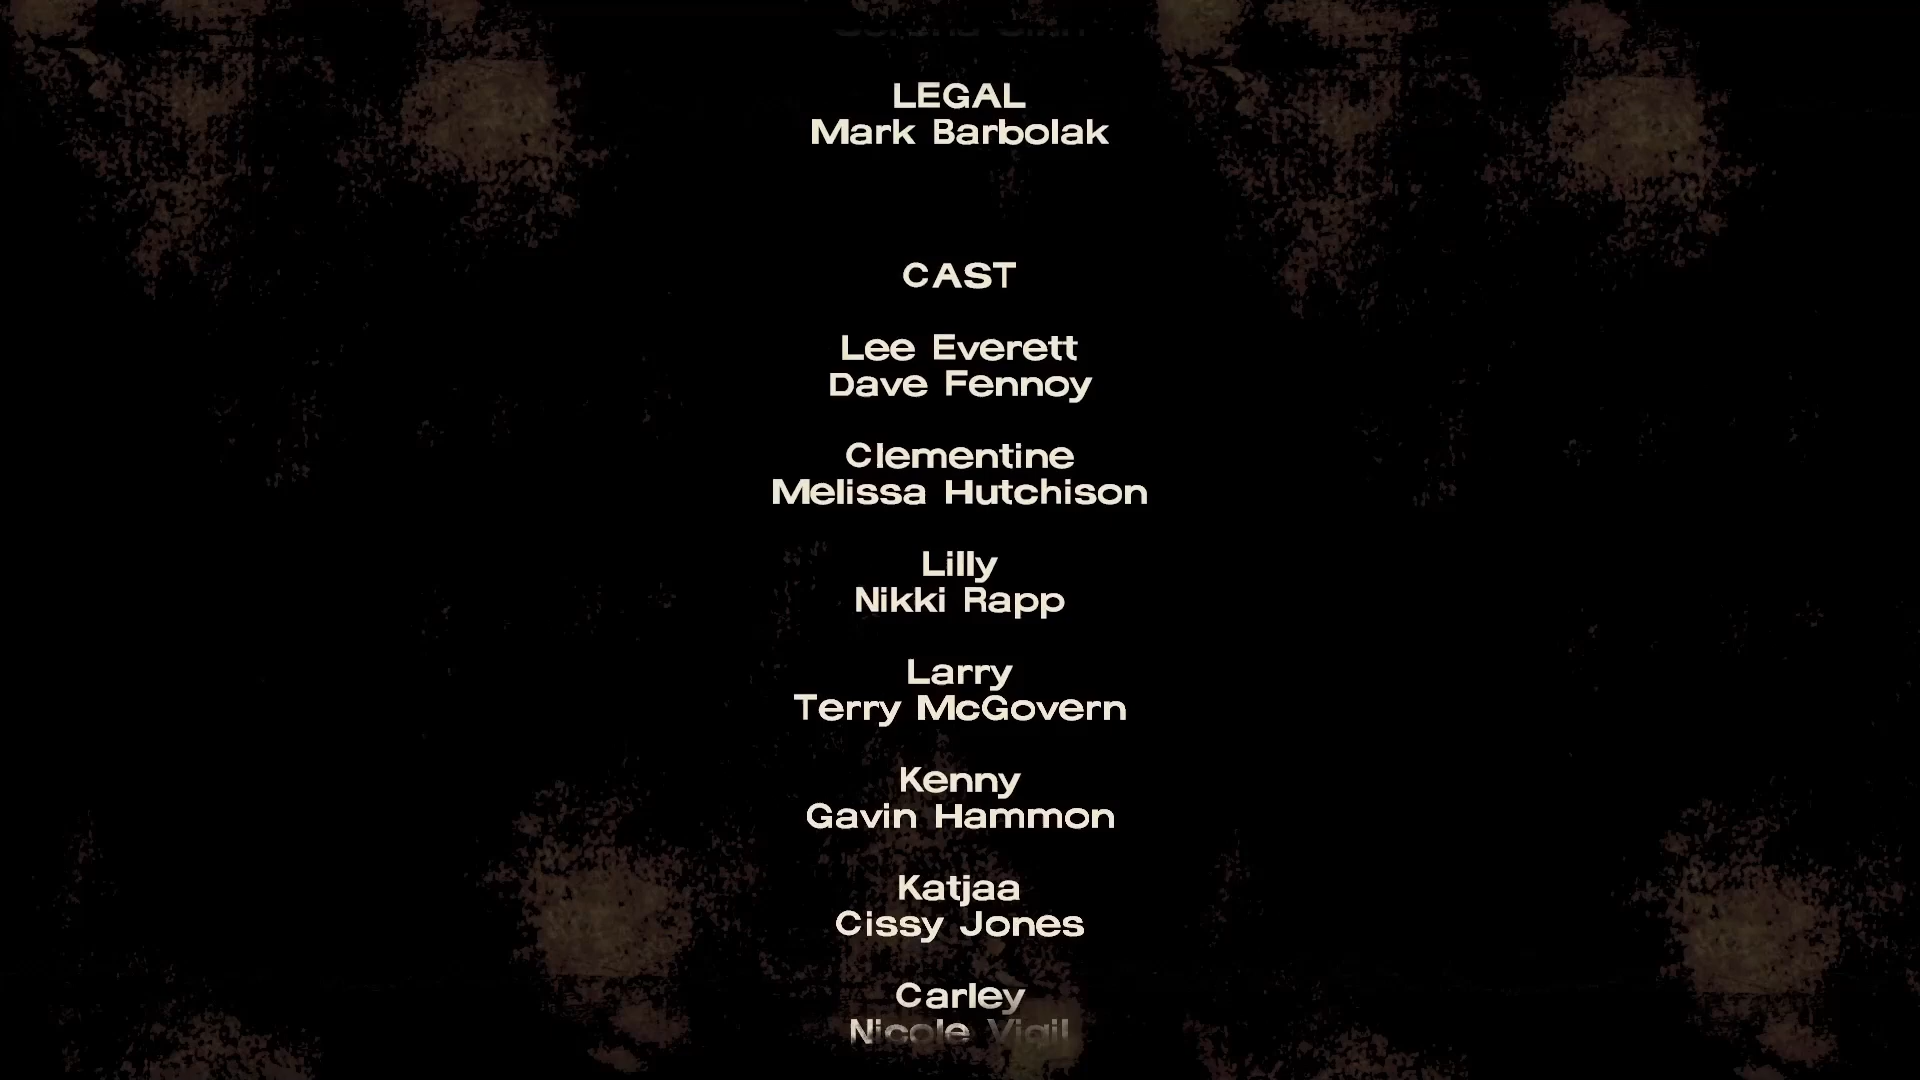 LEGAL
Mark Barbolak
CAST
Lee Everett
Dave Fennoy
Clementine
Melissa Hutchison
Lilly
Nikki Rapp
Larry
Terry McGovern
Kenny
Gavin Hammon
Katjaa
Cissy Jones
Carley
Nicole Vigil